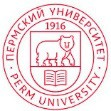 ПЕРМСКИЙ УНИВЕРСИТЕТ
1916
PERM UNIVERSITY